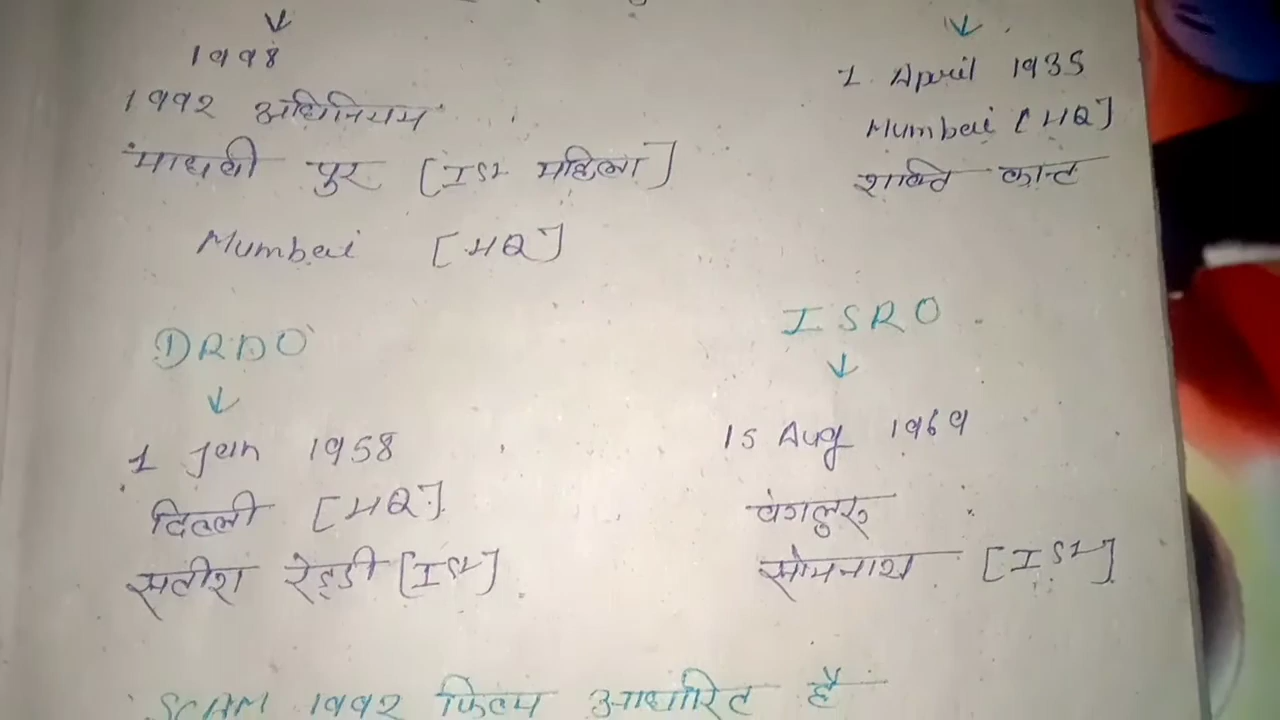 ↓
1998
1992 अधिनियम
माधवी पुर [IST महिला]
Mumbai [HQ]
↓
1 April 1935
Mumbai [HQ]
शक्ति कान्त
DRDO
↓
1 Jan 1958
दिल्ली [HQ]
सतीश रेड्डी [IST]
ISRO
↓
15 Aug 1969
बंगलुरू
सोमनाथ [IST]
SCAM 1992 फिल्म आधारित है